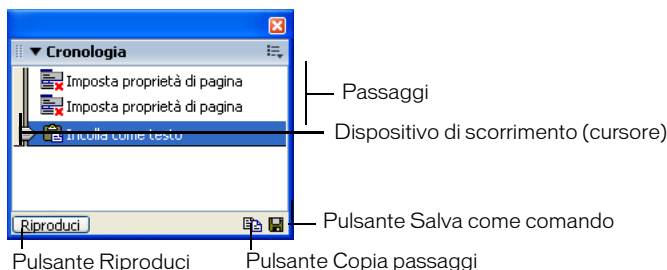 Cronologia
Imposta proprietà di pagina
Imposta proprietà di pagina
Passaggi
Incolla come testo
Dispositivo di scorrimento (cursore)
Riproduci
Pulsante Salva come comando
Pulsante Riproduci
Pulsante Copia passaggi